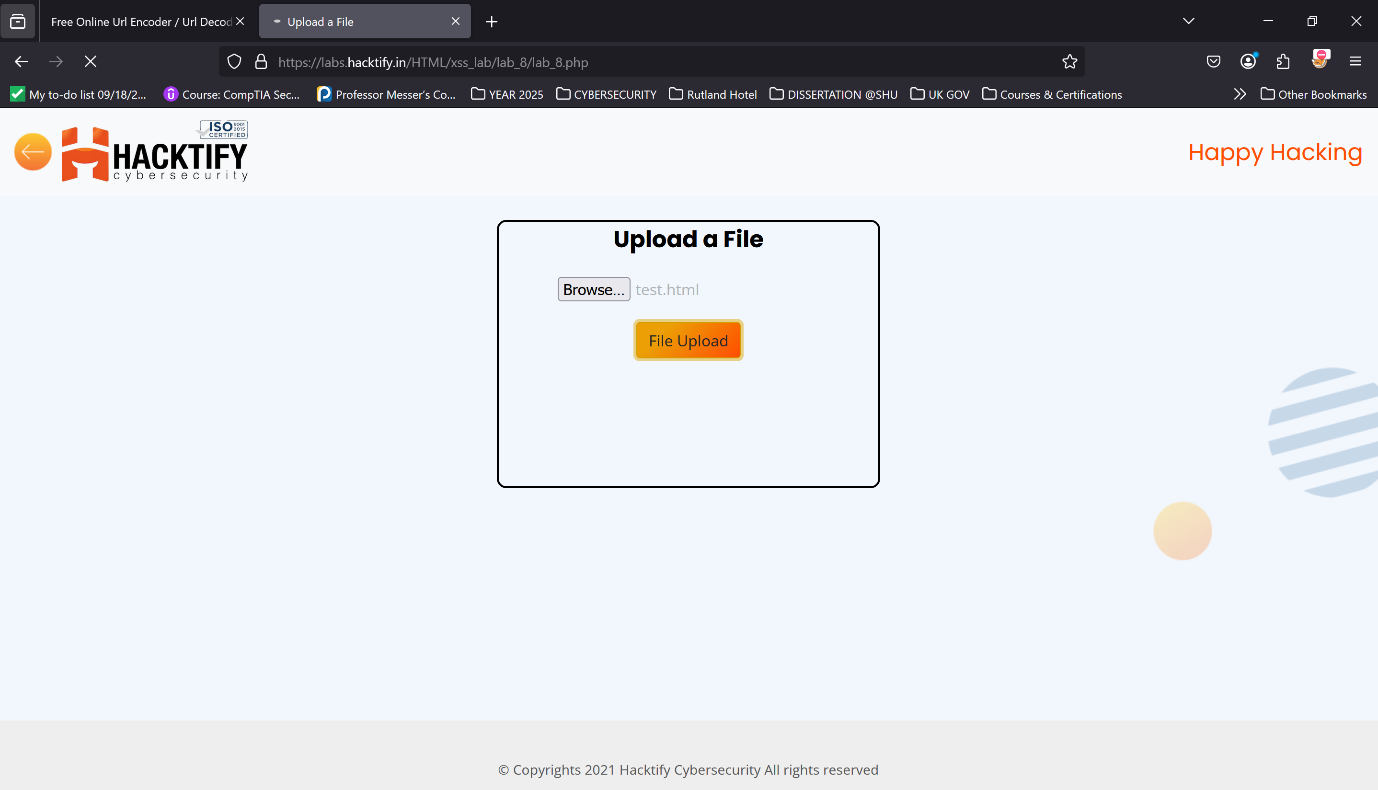 Free Online Url Encoder / Url Decod
Upload a File
https://labs.hacktify.in/HTML/xss_lab/lab_8/lab_8.php
My to-do list 09/18/2... Course: CompTIA Sec... Professor Messer's Co... YEAR 2025 CYBERSECURITY Rutland Hotel DISSERTATION @SHU UK GOV Courses & Certifications Other Bookmarks
ISO 9001 2015
CERTIFIED
HACKTIFY
cybersecurity
Happy Hacking
Upload a File
Browse... test.html
File Upload
© Copyrights 2021 Hacktify Cybersecurity All rights reserved